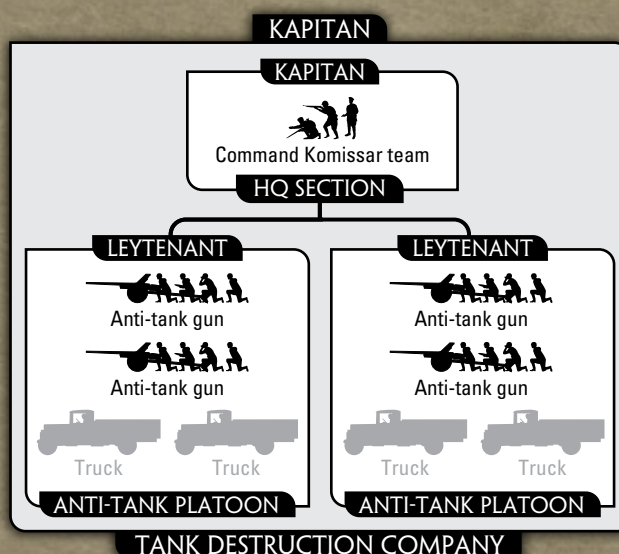 KAPITAN
KAPITAN
Command Komissar team
HQ SECTION
LEYTENANT
Anti-tank gun
Anti-tank gun
Truck Truck
ANTI-TANK PLATOON
LEYTENANT
Anti-tank gun
Anti-tank gun
Truck Truck
ANTI-TANK PLATOON
TANK DESTRUCTION COMPANY